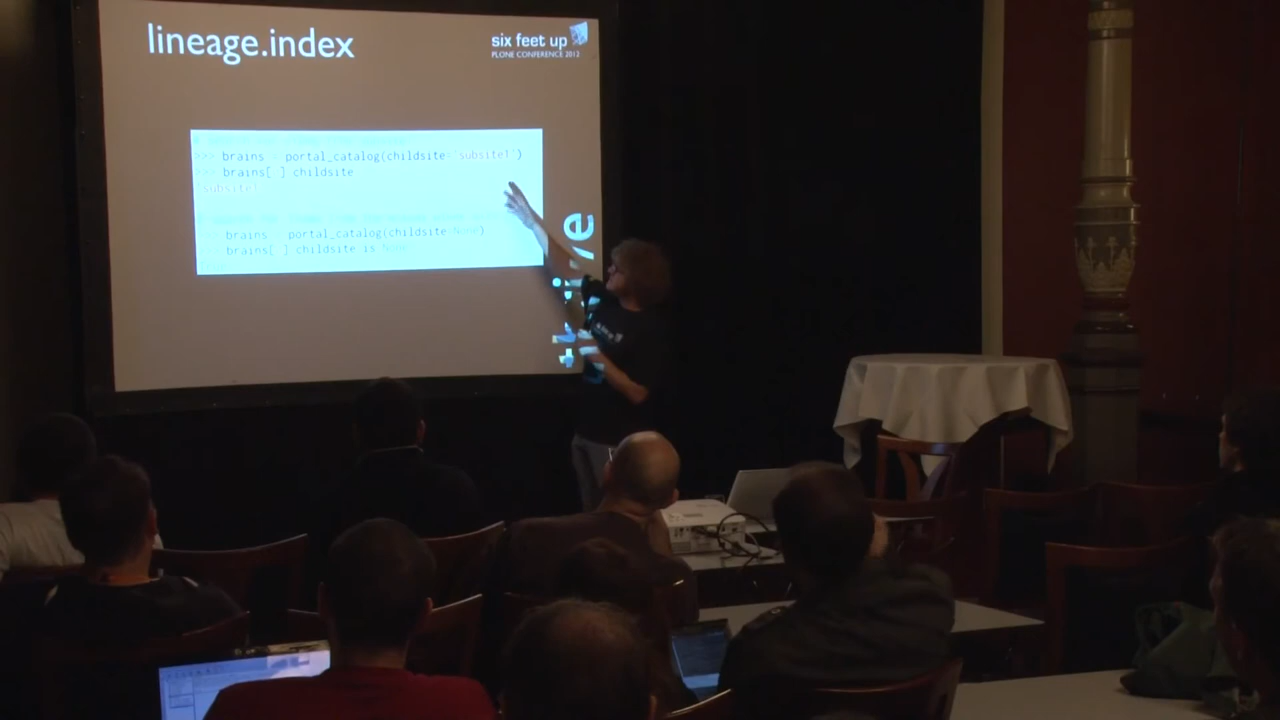 lineage.index
six feet up
PLONE CONFERENCE 2012
>>> brains = portal_catalog(childsite='subsite1')
>>> brains[ ] childsite
'subsite1'
>>> brains = portal_catalog(childsite=None)
>>> brains[ ] childsite is None